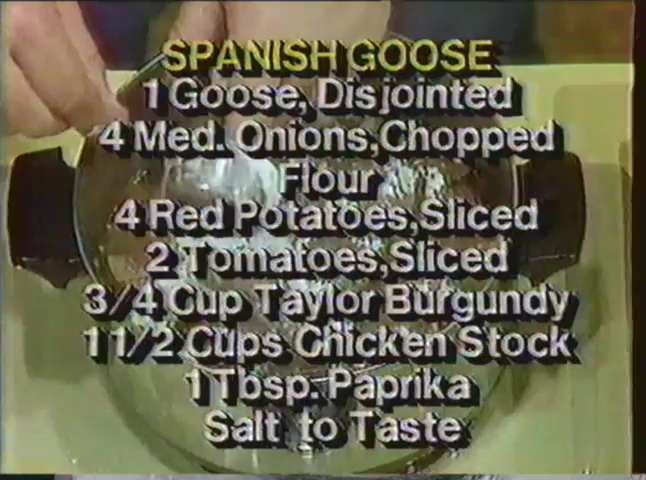 SPANISH GOOSE
1 Goose, Disjointed
4 Med. Onions, Chopped
Flour
4 Red Potatoes, Sliced
2 Tomatoes, Sliced
3/4 Cup Taylor Burgundy
1 1/2 Cups Chicken Stock
1 Tbsp. Paprika
Salt to Taste